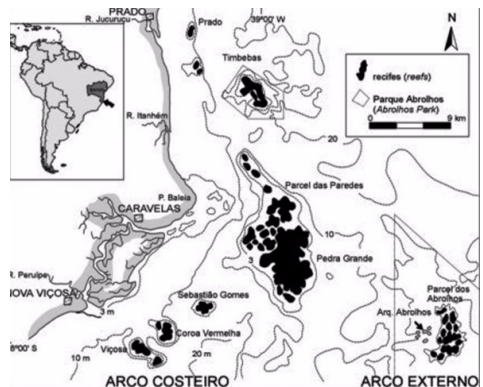 PRADO
R. Jucuruçu
Prado
39°00' W
N
Timbebas
recifes (reefs)
Parque Abrolhos
(Abrolhos Park)
0
9 km
R. Itanhém
20
P. Baleia
CARAVELAS
Parcel das Paredes
10
3
Pedra Grande
R. Peruipe
NOVA VIÇOSA
3 m
Sebastião Gomes
Parcel dos
Abrolhos
Arq. Abrolhos
Coroa Vermelha
Viçosa
8°00' S
10 m
20 m
ARCO COSTEIRO
ARCO EXTERNO